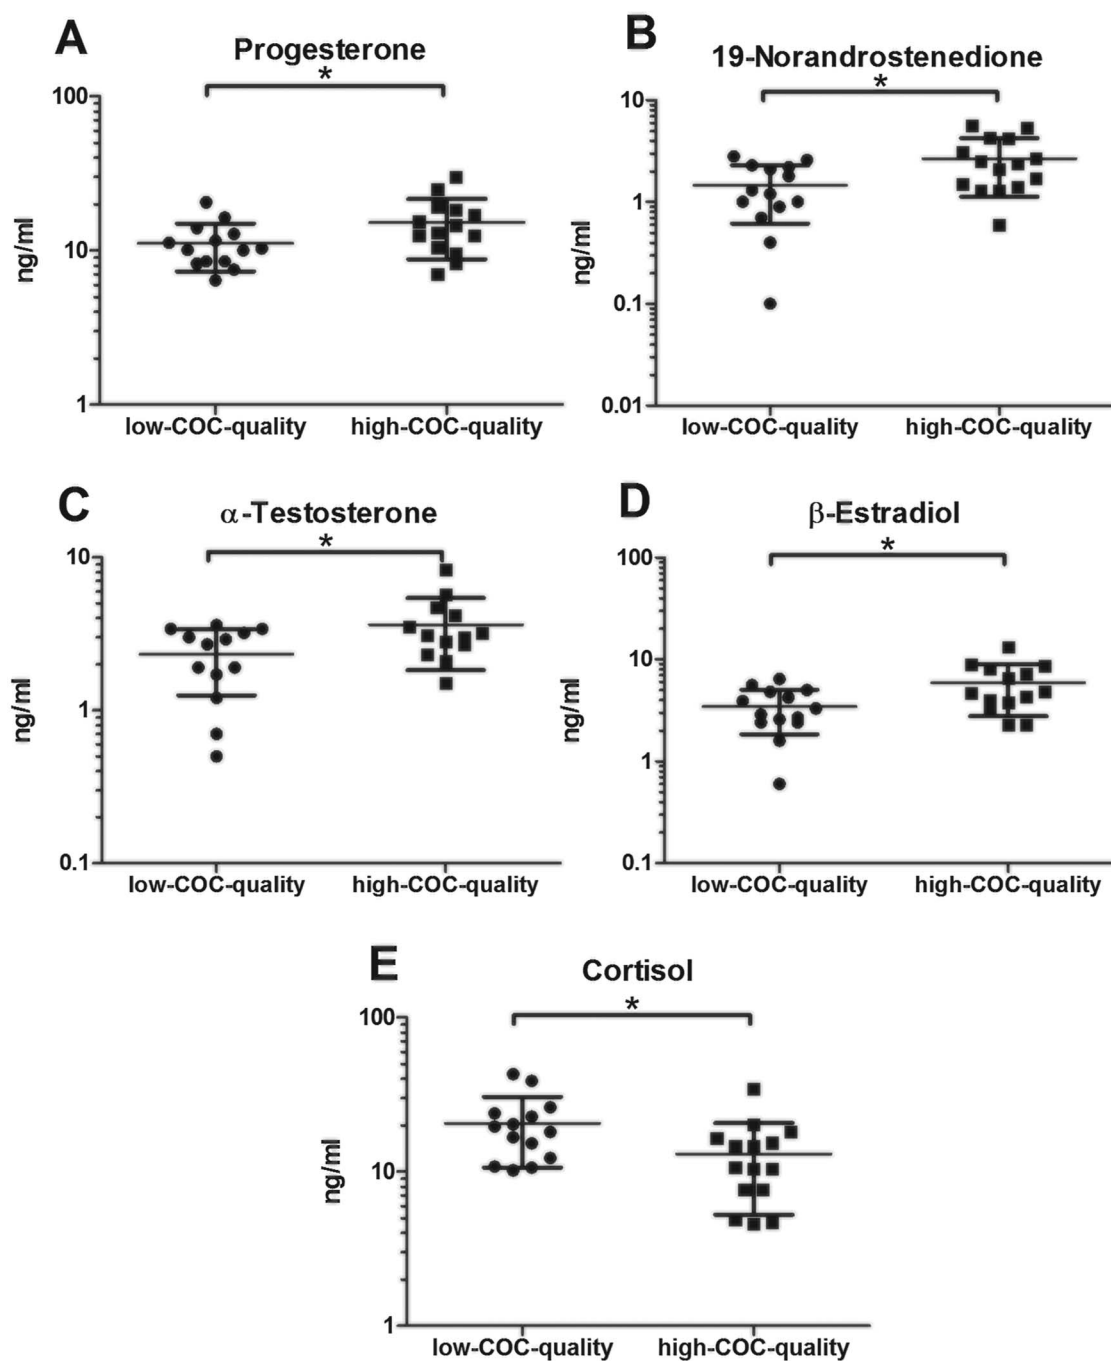 A
Progesterone
*
100
10
1
ng/ml
low-COC-quality
high-COC-quality
B
19-Norandrostenedione
*
10
1
0.1
0.01
ng/ml
low-COC-quality
high-COC-quality
C
α-Testosterone
*
10
1
0.1
ng/ml
low-COC-quality
high-COC-quality
D
β-Estradiol
*
100
10
1
0.1
ng/ml
low-COC-quality
high-COC-quality
E
Cortisol
*
100
10
1
ng/ml
low-COC-quality
high-COC-quality